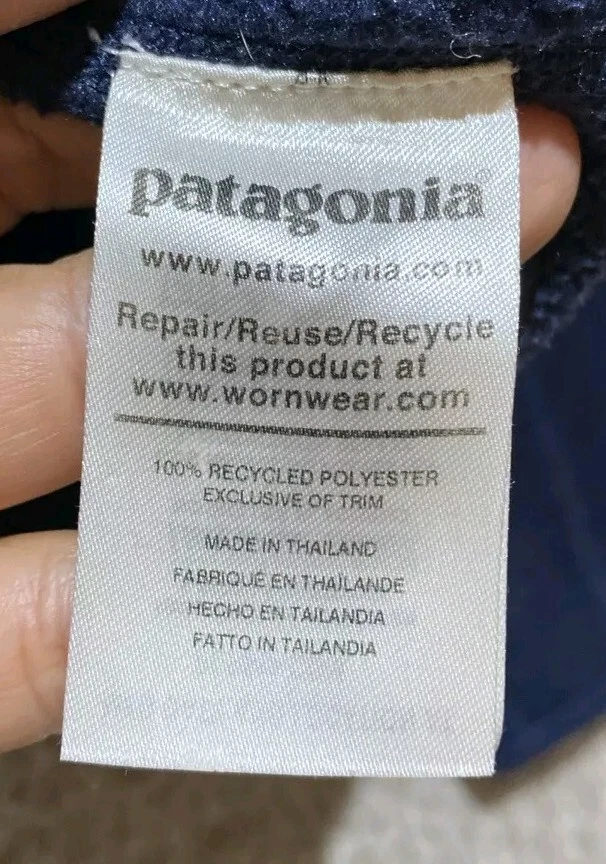 patagonia®
www.patagonia.com
Repair/Reuse/Recycle
this product at
www.wornwear.com
100% RECYCLED POLYESTER
EXCLUSIVE OF TRIM
MADE IN THAILAND
FABRIQUÉ EN THAÏLANDE
HECHO EN TAILANDIA
FATTO IN TAILANDIA